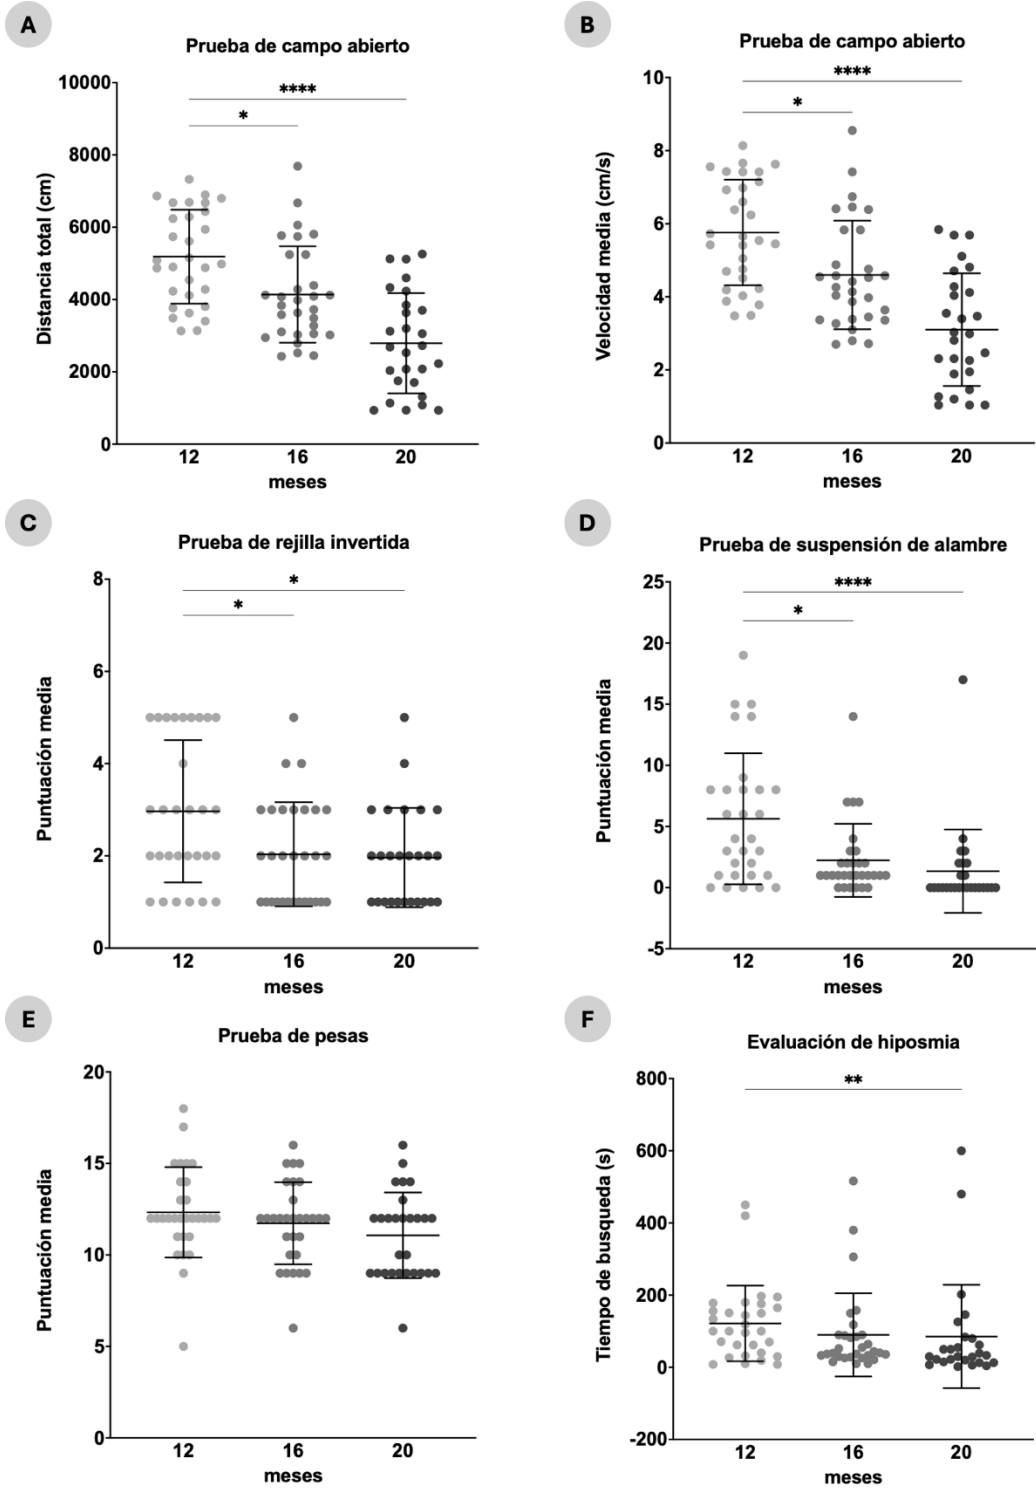 A
Prueba de campo abierto
Distancia total (cm)
10000
8000
6000
4000
2000
0
****
*
12 16 20
meses
B
Prueba de campo abierto
Velocidad media (cm/s)
10
8
6
4
2
0
****
*
12 16 20
meses
C
Prueba de rejilla invertida
Puntuación media
8
6
4
2
0
*
*
12 16 20
meses
D
Prueba de suspensión de alambre
Puntuación media
25
20
15
10
5
0
-5
****
*
12 16 20
meses
E
Prueba de pesas
Puntuación media
20
15
10
5
0
12 16 20
meses
F
Evaluación de hiposmia
Tiempo de busqueda (s)
800
600
400
200
0
-200
**
12 16 20
meses